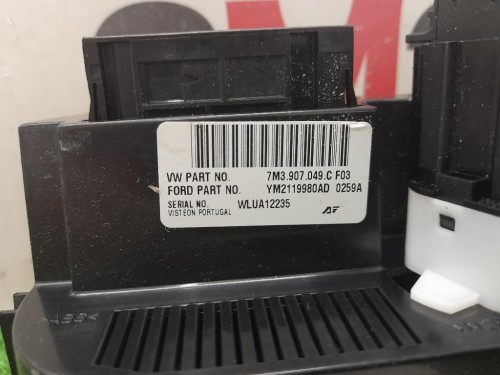 VW PART NO. 7M3.907.049.C F03
FORD PART NO. YM2119980AD 0259A
SERIAL NO. WLUA12235
VISTEON PORTUGAL AF